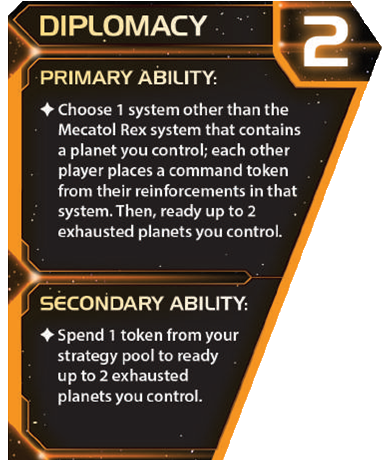 DIPLOMACY
2
PRIMARY ABILITY:
Choose 1 system other than the
Mecatol Rex system that contains
a planet you control; each other
player places a command token
from their reinforcements in that
system. Then, ready up to 2
exhausted planets you control.
SECONDARY ABILITY:
Spend 1 token from your
strategy pool to ready
up to 2 exhausted
planets you control.